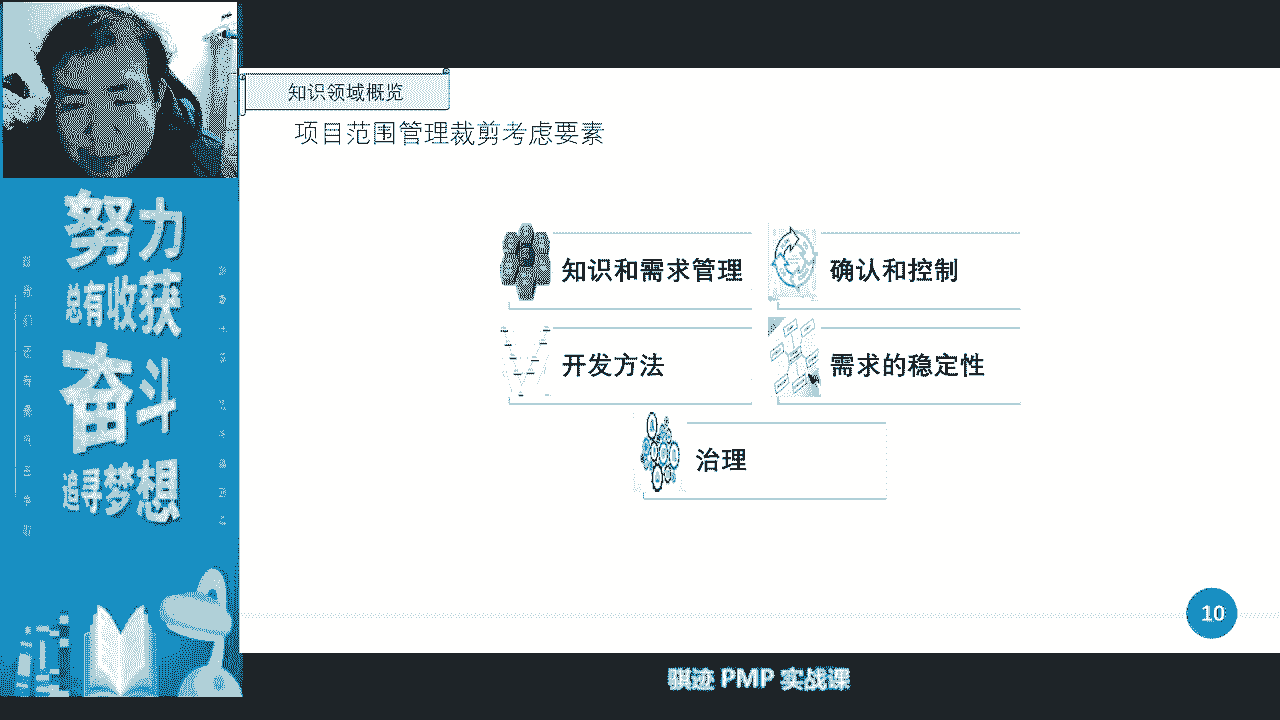 知识领域概览
项目范围管理裁剪考虑要素
知识和需求管理
确认和控制
开发方法
需求的稳定性
治理
10
努力
总有收获
奋斗
追寻梦想
骐迹 PMP 实战课